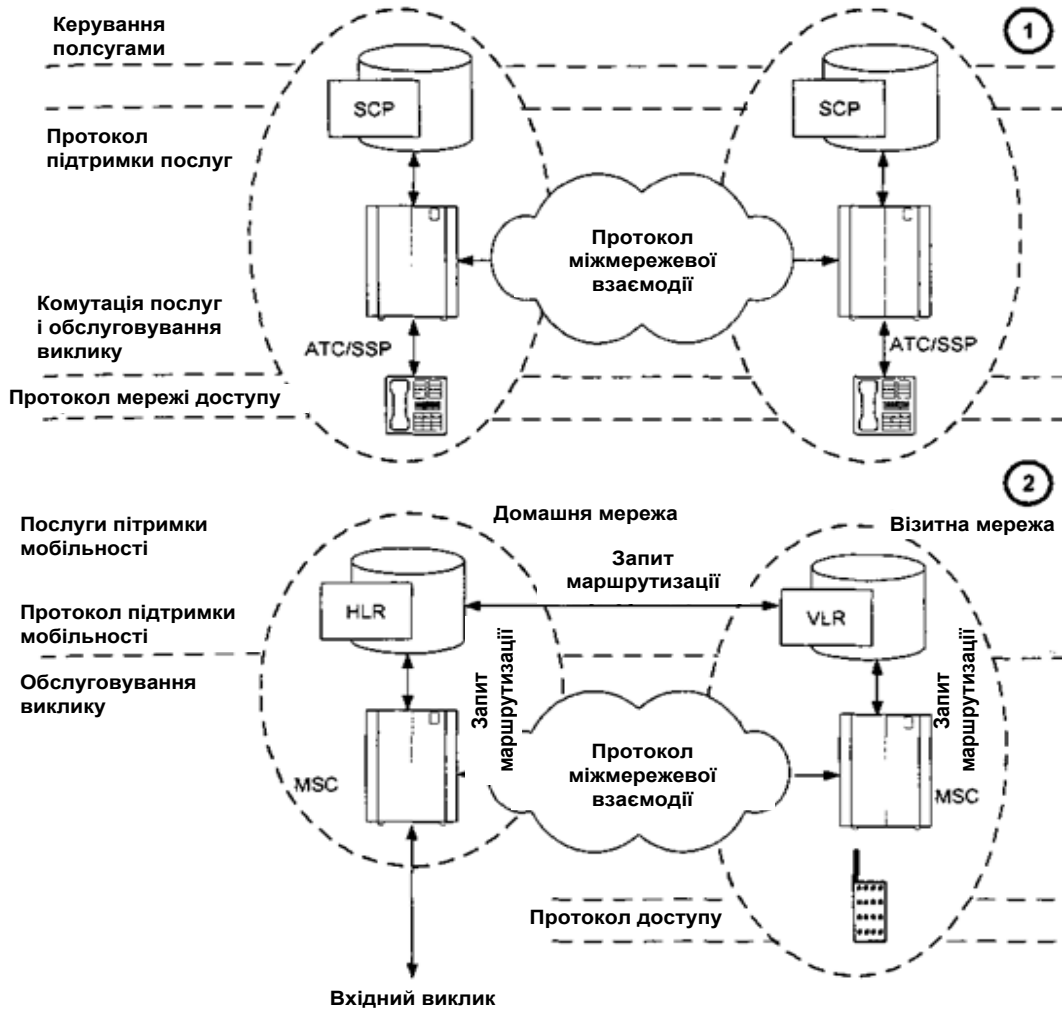 Керування
полсугами
1
SCP
SCP
Протокол
підтримки послуг
Протокол
міжмережевої
взаємодії
Комутація послуг
і обслуговування
виклику
АТС/SSP
АТС/SSP
Протокол мережі доступу
2
Послуги пітримки
мобільності
Домашня мережа
Візитна мережа
Запит
маршрутизації
HLR
VLR
Протокол підтримки
мобільності
Обслуговування
виклику
Запит
маршрутизації
Запит
маршрутизації
Протокол
міжмережевої
взаємодії
MSC
MSC
Протокол доступу
Вхідний виклик